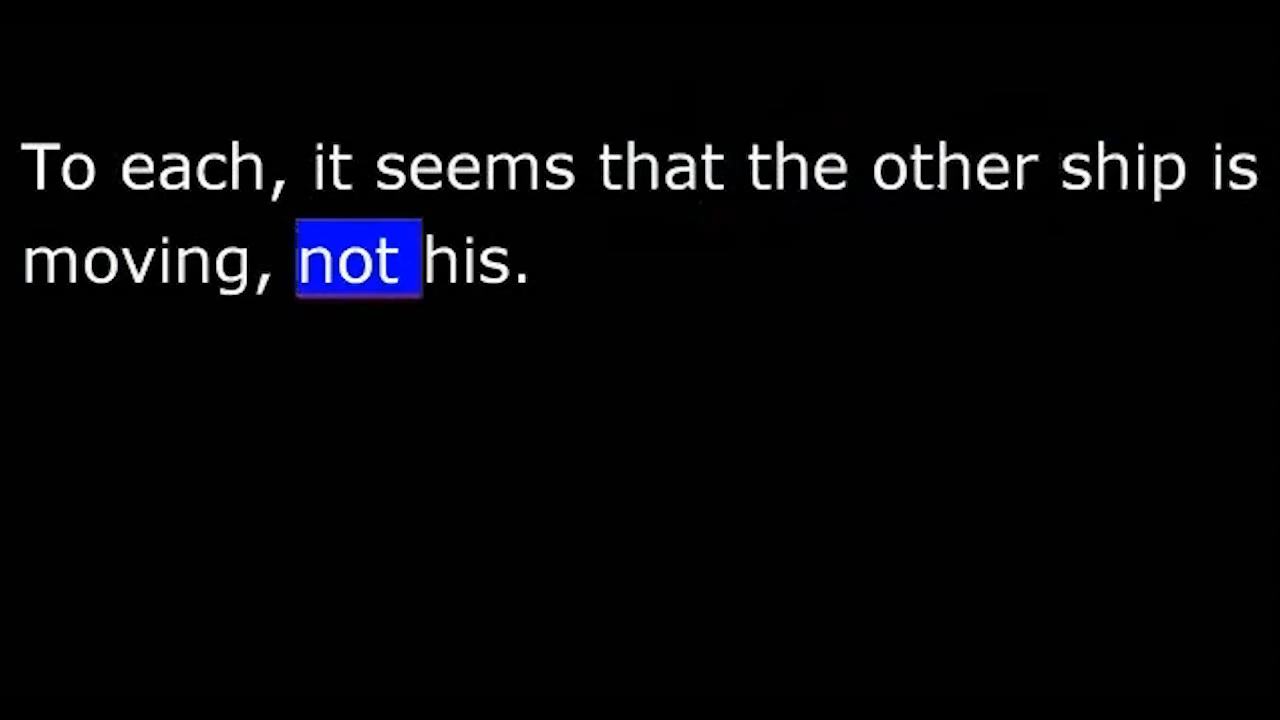 To each, it seems that the other ship is
moving, not his.